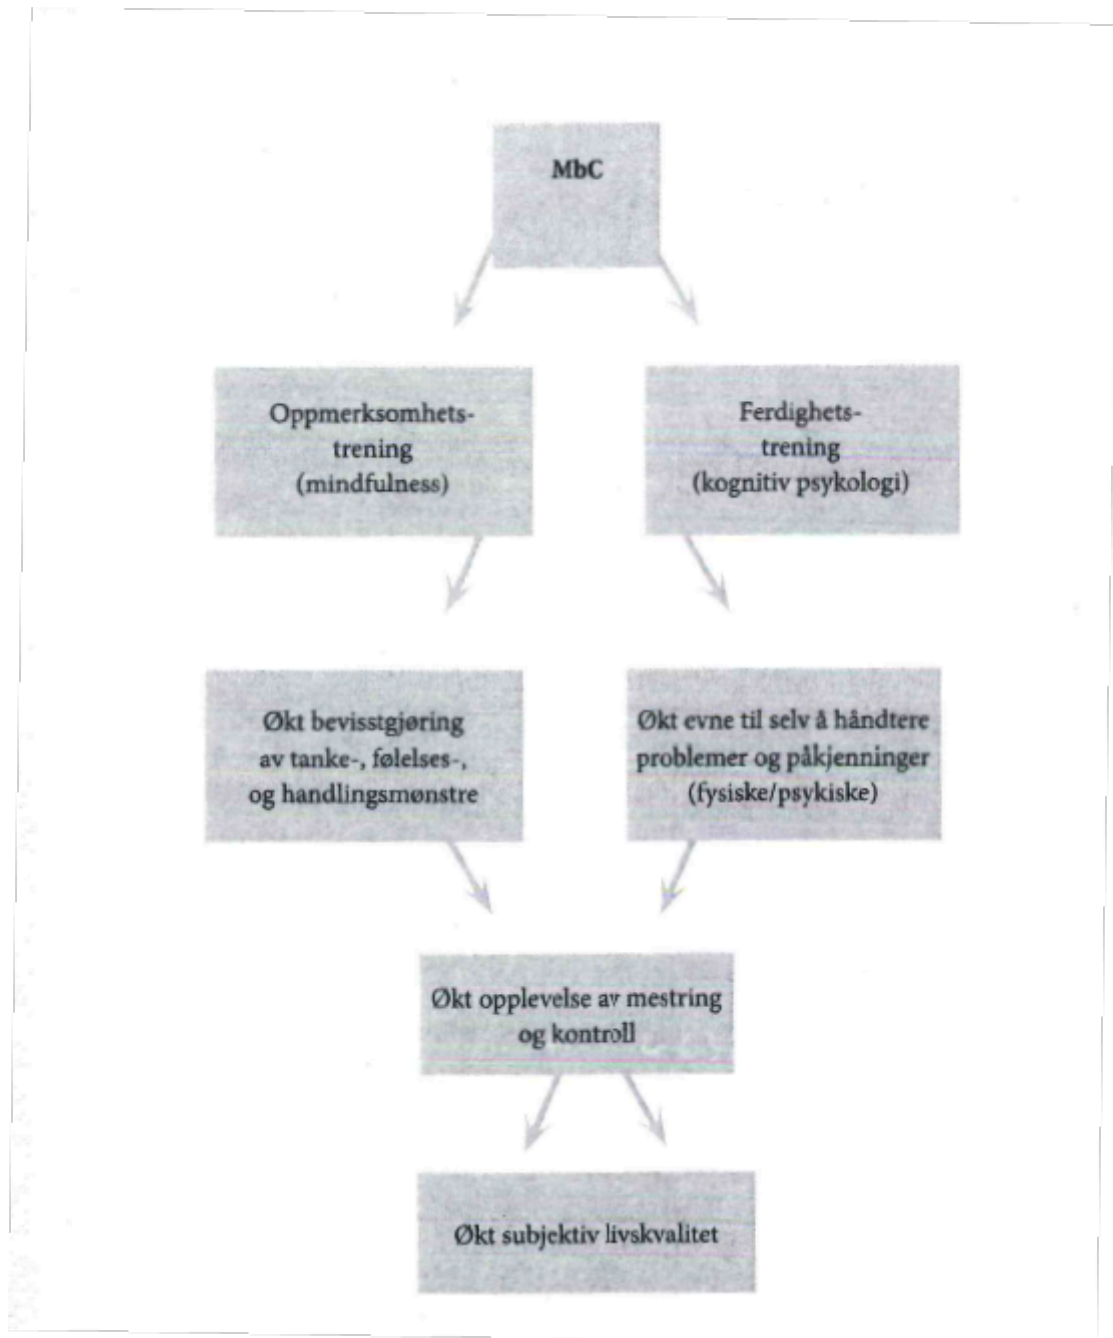 MbC
Oppmerksomhets-
trening
(mindfulness)
Ferdighets-
trening
(kognitiv psykologi)
Økt bevisstgjøring
av tanke-, følelses-,
og handlingsmønstre
Økt evne til selv å håndtere
problemer og påkjenninger
(fysiske/psykiske)
Økt opplevelse av mestring
og kontroll
Økt subjektiv livskvalitet